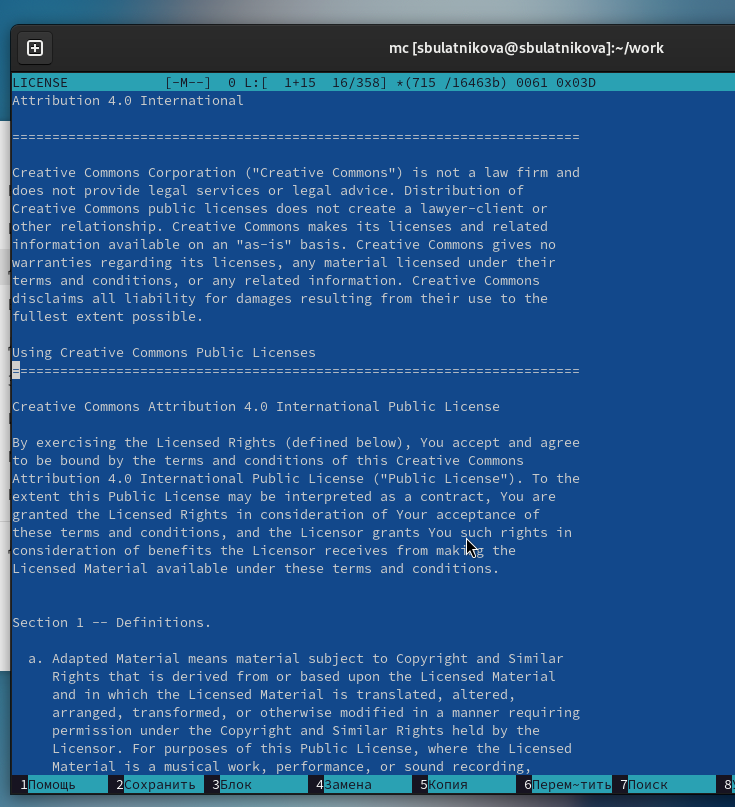 mc [sbulatnikova@sbulatnikova]:~/work
LICENSE            [-M--]  0 L:[  1+15  16/358] *(715 /16463b) 0061 0x03D
Attribution 4.0 International
=======================================================================
Creative Commons Corporation ("Creative Commons") is not a law firm and
does not provide legal services or legal advice. Distribution of
Creative Commons public licenses does not create a lawyer-client or
other relationship. Creative Commons makes its licenses and related
information available on an "as-is" basis. Creative Commons gives no
warranties regarding its licenses, any material licensed under their
terms and conditions, or any related information. Creative Commons
disclaims all liability for damages resulting from their use to the
fullest extent possible.
Using Creative Commons Public Licenses
=======================================================================
Creative Commons Attribution 4.0 International Public License
By exercising the Licensed Rights (defined below), You accept and agree
to be bound by the terms and conditions of this Creative Commons
Attribution 4.0 International Public License ("Public License"). To the
extent this Public License may be interpreted as a contract, You are
granted the Licensed Rights in consideration of Your acceptance of
these terms and conditions, and the Licensor grants You such rights in
consideration of benefits the Licensor receives from making the
Licensed Material available under these terms and conditions.
Section 1 -- Definitions.
a. Adapted Material means material subject to Copyright and Similar
Rights that is derived from or based upon the Licensed Material
and in which the Licensed Material is translated, altered,
arranged, transformed, or otherwise modified in a manner requiring
permission under the Copyright and Similar Rights held by the
Licensor. For purposes of this Public License, where the Licensed
Material is a musical work, performance, or sound recording,
1Помощь 2Сохранить 3Блок 4Замена 5Копия 6Перем~тить 7Поиск 8